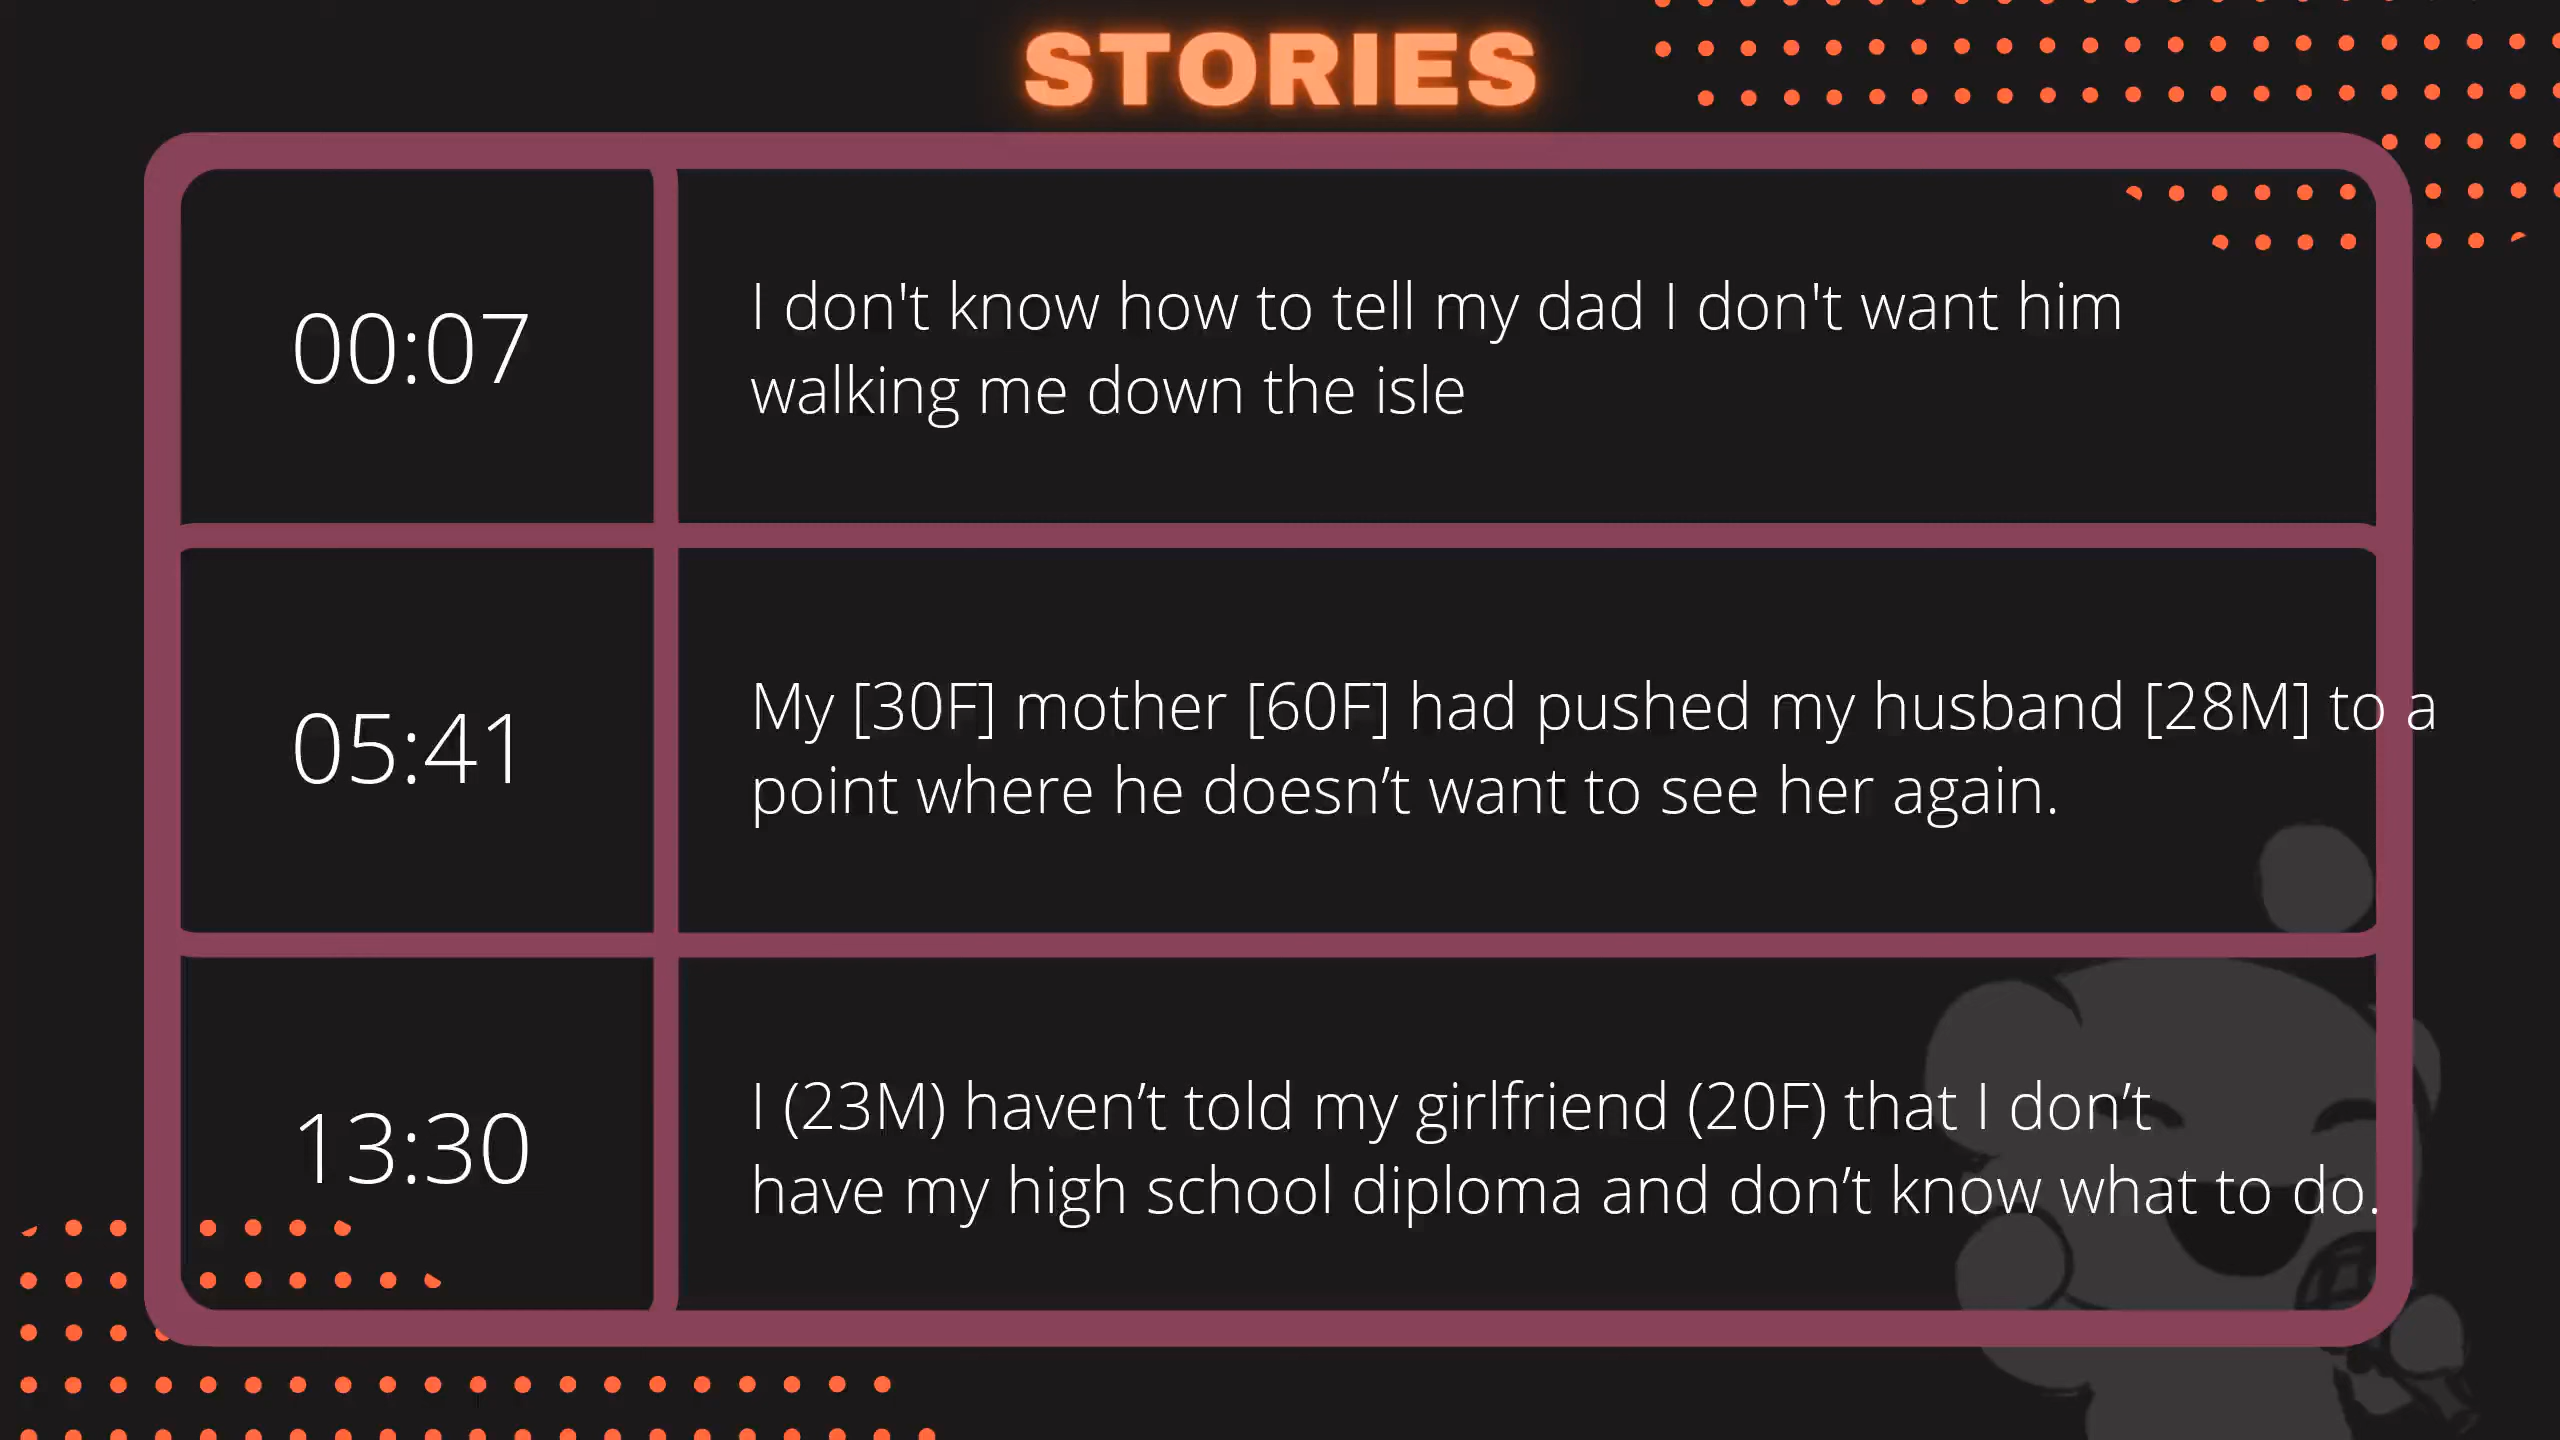 STORIES
00:07
I don't know how to tell my dad I don't want him
walking me down the isle
05:41
My [30F] mother [60F] had pushed my husband [28M] to a
point where he doesn’t want to see her again.
13:30
I (23M) haven’t told my girlfriend (20F) that I don’t
have my high school diploma and don’t know what to do.